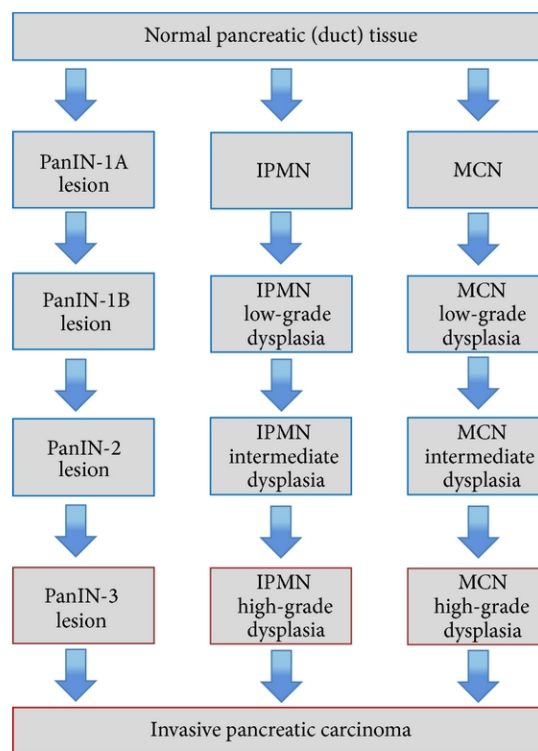 Normal pancreatic (duct) tissue
PanIN-1A
lesion
IPMN
MCN
PanIN-1B
lesion
IPMN
low-grade
dysplasia
MCN
low-grade
dysplasia
PanIN-2
lesion
IPMN
intermediate
dysplasia
MCN
intermediate
dysplasia
PanIN-3
lesion
IPMN
high-grade
dysplasia
MCN
high-grade
dysplasia
Invasive pancreatic carcinoma